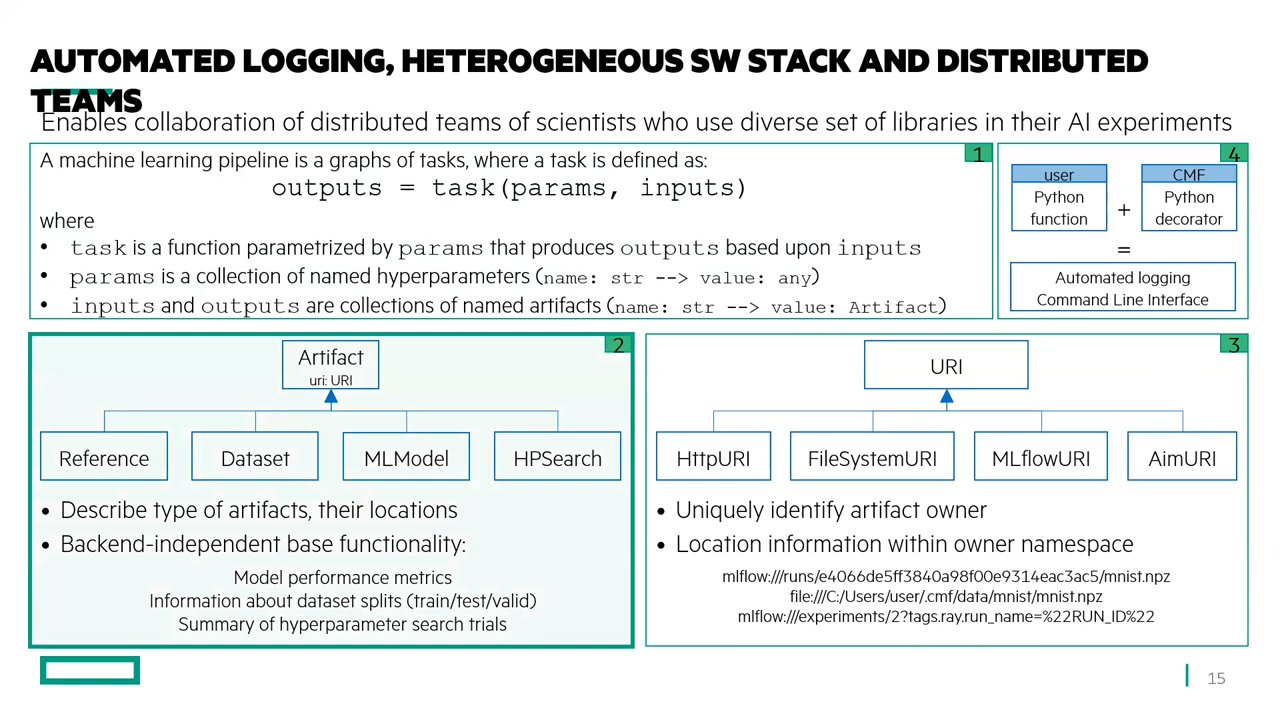 AUTOMATED LOGGING, HETEROGENEOUS SW STACK AND DISTRIBUTED
TEAMS
Enables collaboration of distributed teams of scientists who use diverse set of libraries in their AI experiments
1
A machine learning pipeline is a graphs of tasks, where a task is defined as:
outputs = task(params, inputs)
where
• task is a function parametrized by params that produces outputs based upon inputs
• params is a collection of named hyperparameters (name: str --> value: any)
• inputs and outputs are collections of named artifacts (name: str --> value: Artifact)
4
user
Python
function
+
CMF
Python
decorator
=
Automated logging
Command Line Interface
2
Artifact
uri: URI
Reference
Dataset
MLModel
HPSearch
• Describe type of artifacts, their locations
• Backend-independent base functionality:
Model performance metrics
Information about dataset splits (train/test/valid)
Summary of hyperparameter search trials
3
URI
HttpURI
FileSystemURI
MLflowURI
AimURI
• Uniquely identify artifact owner
• Location information within owner namespace
mlflow:///runs/e4066de5ff3840a98f00e9314eac3ac5/mnist.npz
file:///C:/Users/user/.cmf/data/mnist/mnist.npz
mlflow:///experiments/2?tags.ray.run_name=%22RUN_ID%22
15